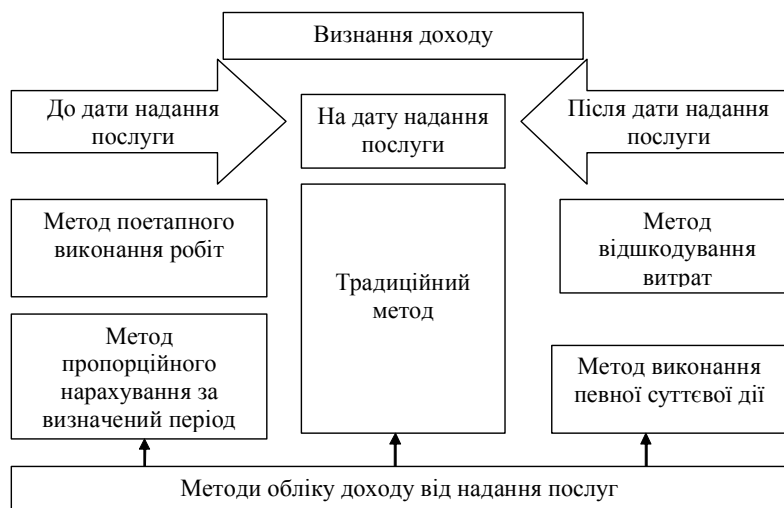 Визнання доходу
До дати надання
послуги
На дату надання
послуги
Після дати надання
послуги
Метод поетапного
виконання робіт
Традиційний
метод
Метод
відшкодування
витрат
Метод
пропорційного
нарахування за
визначений період
Метод виконання
певної суттєвої дії
Методи обліку доходу від надання послуг